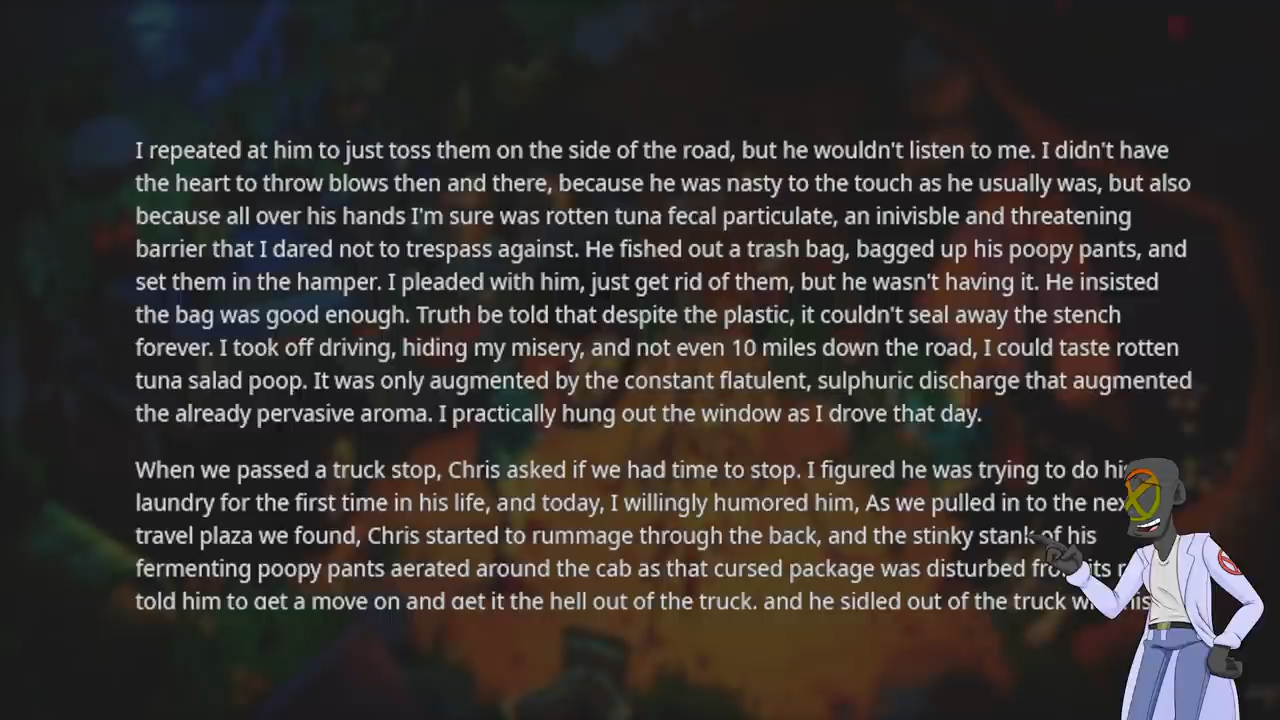 I repeated at him to just toss them on the side of the road, but he wouldn't listen to me. I didn't have
the heart to throw blows then and there, because he was nasty to the touch as he usually was, but also
because all over his hands I'm sure was rotten tuna fecal particulate, an inivisble and threatening
barrier that I dared not to trespass against. He fished out a trash bag, bagged up his poopy pants, and
set them in the hamper. I pleaded with him, just get rid of them, but he wasn't having it. He insisted
the bag was good enough. Truth be told that despite the plastic, it couldn't seal away the stench
forever. I took off driving, hiding my misery, and not even 10 miles down the road, I could taste rotten
tuna salad poop. It was only augmented by the constant flatulent, sulphuric discharge that augmented
the already pervasive aroma. I practically hung out the window as I drove that day.
When we passed a truck stop, Chris asked if we had time to stop. I figured he was trying to do
laundry for the first time in his life, and today, I willingly humored him, As we pulled in to the
travel plaza we found, Chris started to rummage through the back, and the stinky stank of his
fermenting poopy pants aerated around the cab as that cursed package was disturbed its
told him to get a move on and get it the hell out of the truck, and he sidled out of the truck